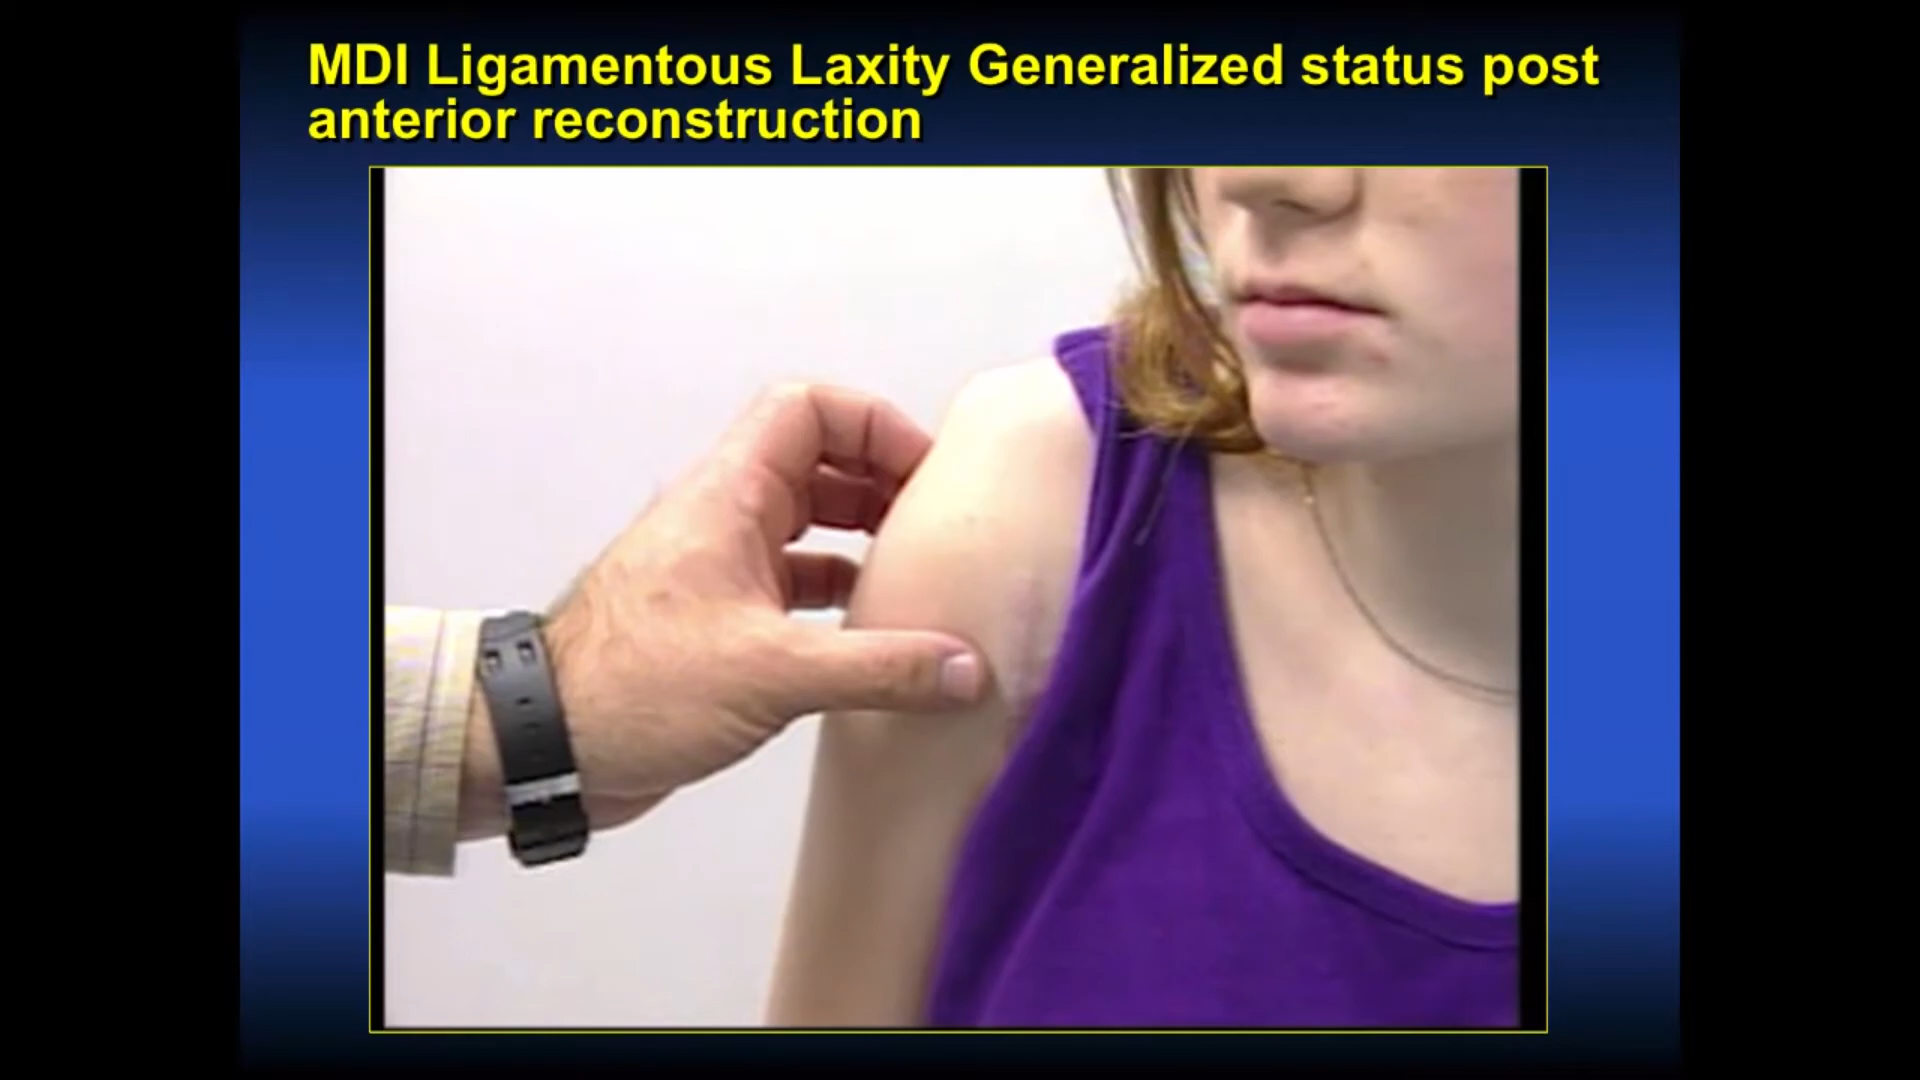 MDI Ligamentous Laxity Generalized status post
anterior reconstruction